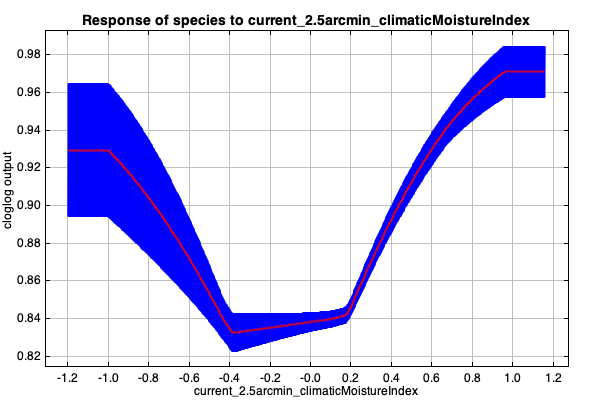 Response of species to current_2.5arcmin_climaticMoistureIndex
cloglog output
0.98
0.96
0.94
0.92
0.90
0.88
0.86
0.84
0.82
-1.2 -1.0 -0.8 -0.6 -0.4 -0.2 -0.0 0.2 0.4 0.6 0.8 1.0 1.2
current_2.5arcmin_climaticMoistureIndex